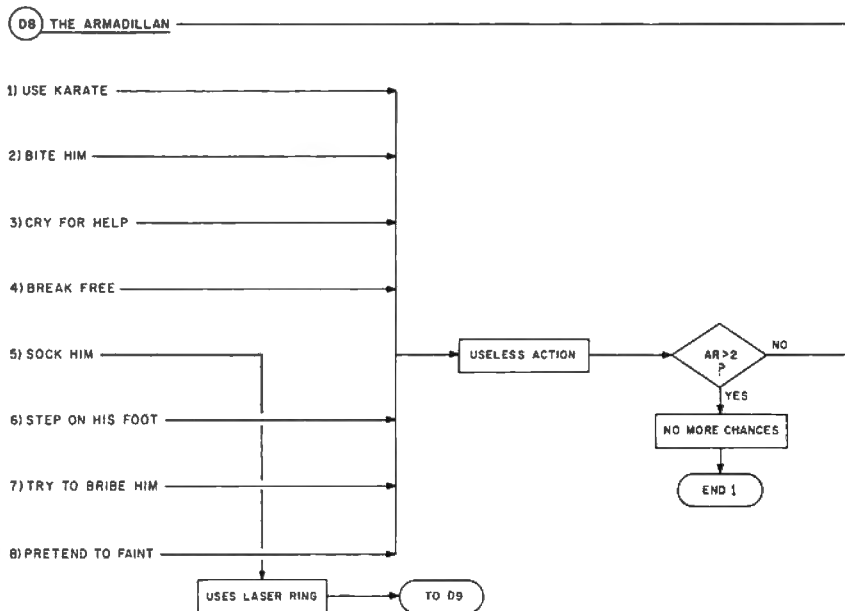 D8 THE ARMADILLAN
1) USE KARATE
2) BITE HIM
3) CRY FOR HELP
4) BREAK FREE
5) SOCK HIM
USELESS ACTION
AR>2
?
NO
YES
6) STEP ON HIS FOOT
NO MORE CHANCES
7) TRY TO BRIBE HIM
END 1
8) PRETEND TO FAINT
USES LASER RING
TO D9